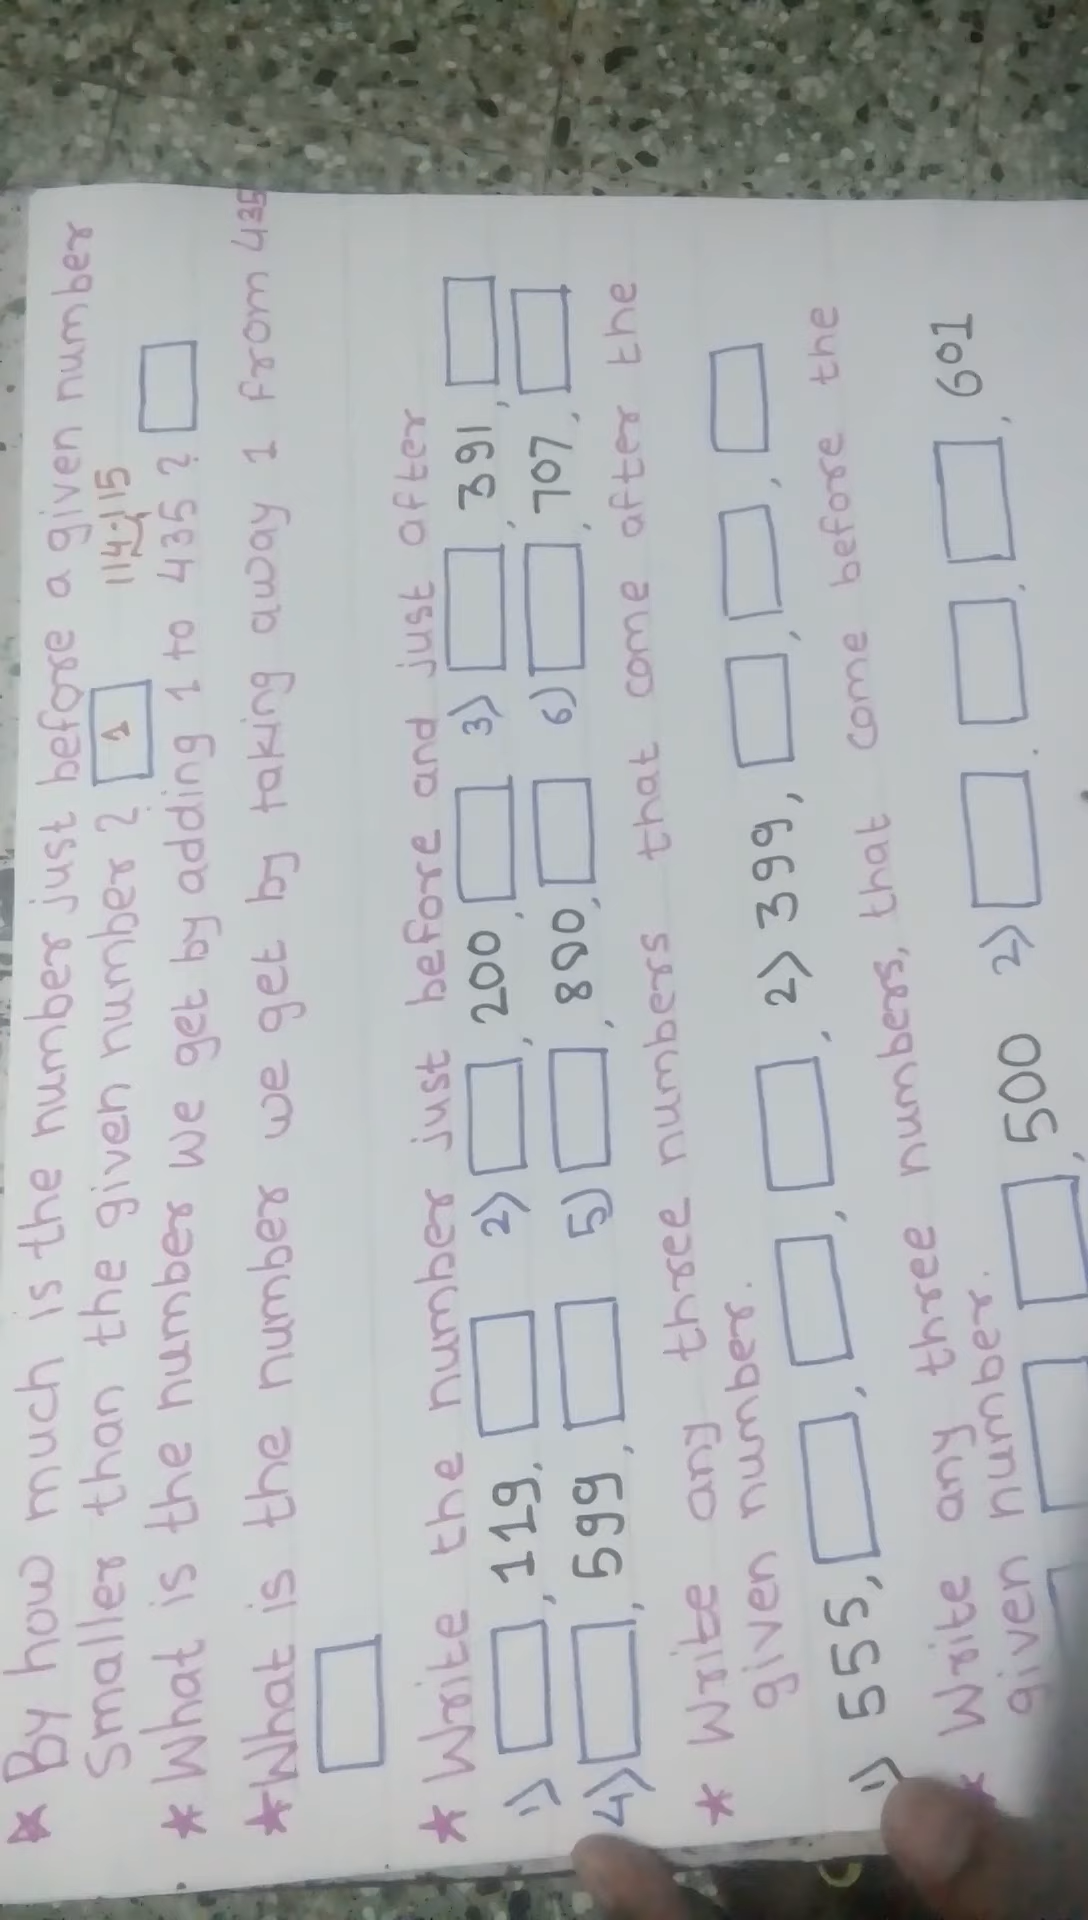 By how much is the number just before a given number
smaller than the given number? 1 114 115
What is the number we get by adding 1 to 435?
What is the number we get by taking away 1 from 435
Write the number just before and just after
1) , 119, 2) , 200, 3) , 391,
4) , 599, 5) , 800, 6) , 707,
Write any three numbers that come after the
given number.
1) 555, , , , 2) 399, , ,
Write any three numbers, that come before the
given number.
, 500 2) , , , 601